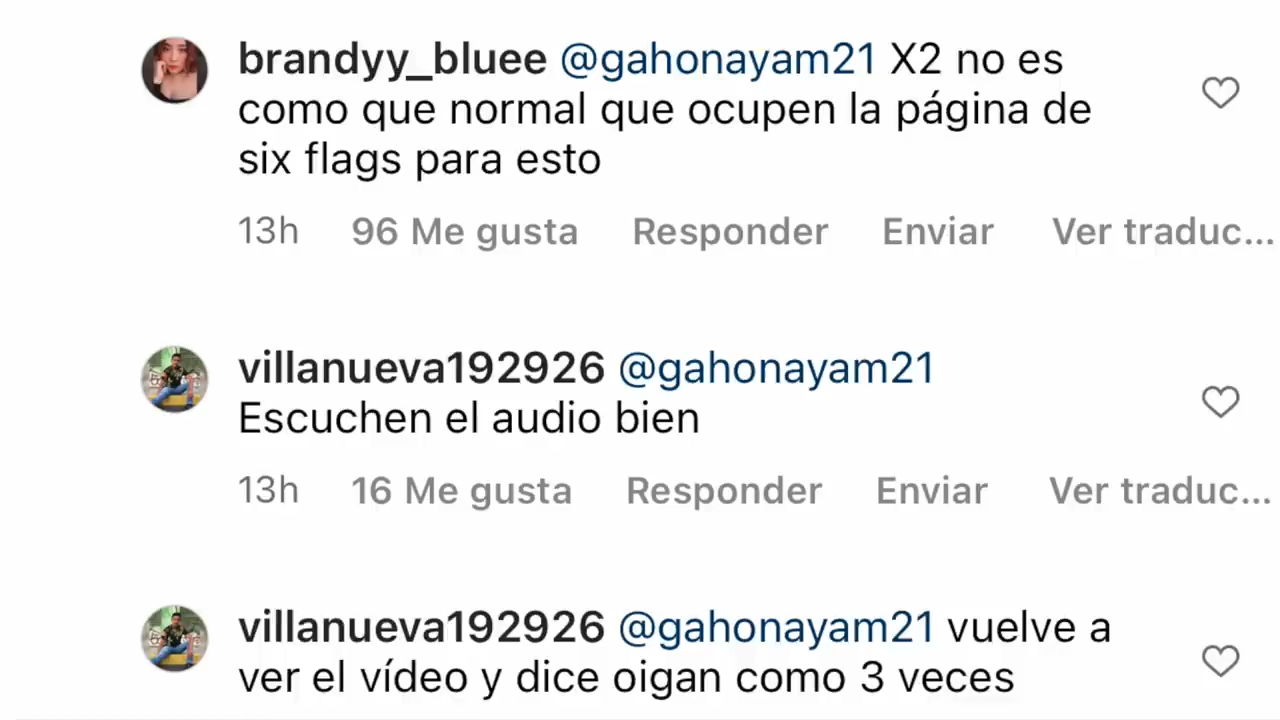 brandyy_bluee @gahonayam21 X2 no es
como que normal que ocupen la página de
six flags para esto
13h 96 Me gusta Responder Enviar Ver traduc...
villanueva192926 @gahonayam21
Escuchen el audio bien
13h 16 Me gusta Responder Enviar Ver traduc...
villanueva192926 @gahonayam21 vuelve a
ver el vídeo y dice oigan como 3 veces